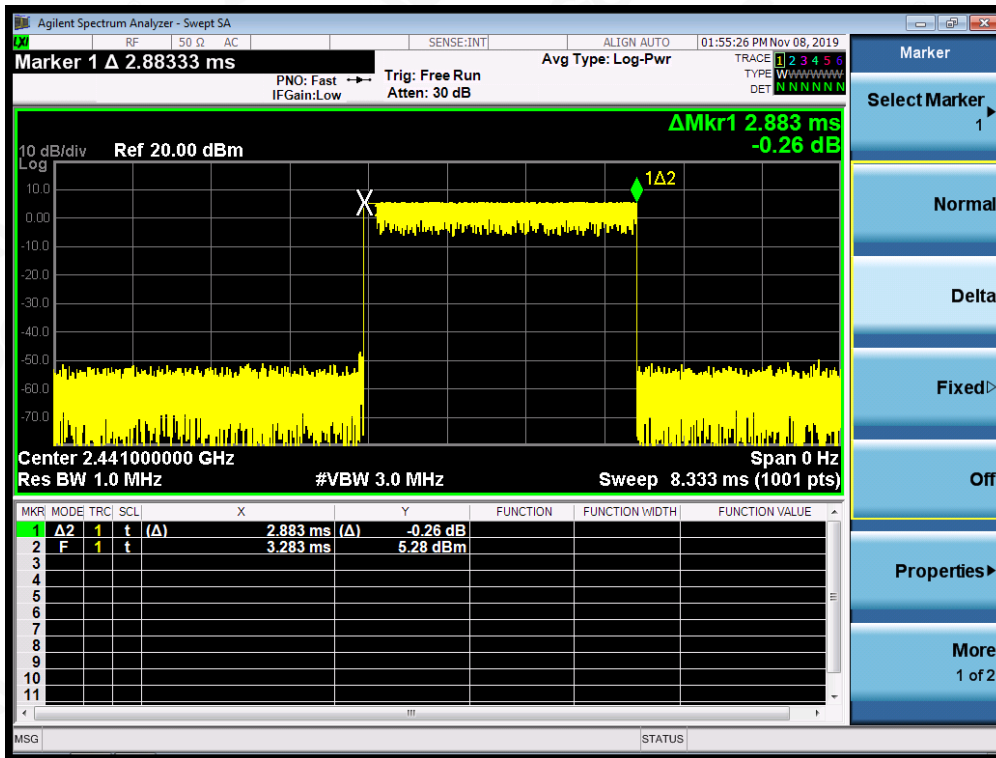 Agilent Spectrum Analyzer - Swept SA
LXI RF 50 Ω AC SENSE:INT ALIGN AUTO 01:55:26 PM Nov 08, 2019
Marker 1 Δ 2.88333 ms
Avg Type: Log-Pwr
TRACE 1 2 3 4 5 6
TYPE WWWWWWW
DET N N N N N N
PNO: Fast
IFGain:Low
Trig: Free Run
Atten: 30 dB
ΔMkr1 2.883 ms
-0.26 dB
10 dB/div Ref 20.00 dBm
Log
10.0
0.00
-10.0
-20.0
-30.0
-40.0
-50.0
-60.0
-70.0
1Δ2
Center 2.441000000 GHz Span 0 Hz
Res BW 1.0 MHz #VBW 3.0 MHz Sweep 8.333 ms (1001 pts)
MKR MODE TRC SCL X Y FUNCTION FUNCTION WIDTH FUNCTION VALUE
1 Δ2 1 t (Δ) 2.883 ms (Δ) -0.26 dB
2 F 1 t 3.283 ms 5.28 dBm
3
4
5
6
7
8
9
10
11
MSG STATUS
Marker
Select Marker
1
Normal
Delta
Fixed
Off
Properties
More
1 of 2